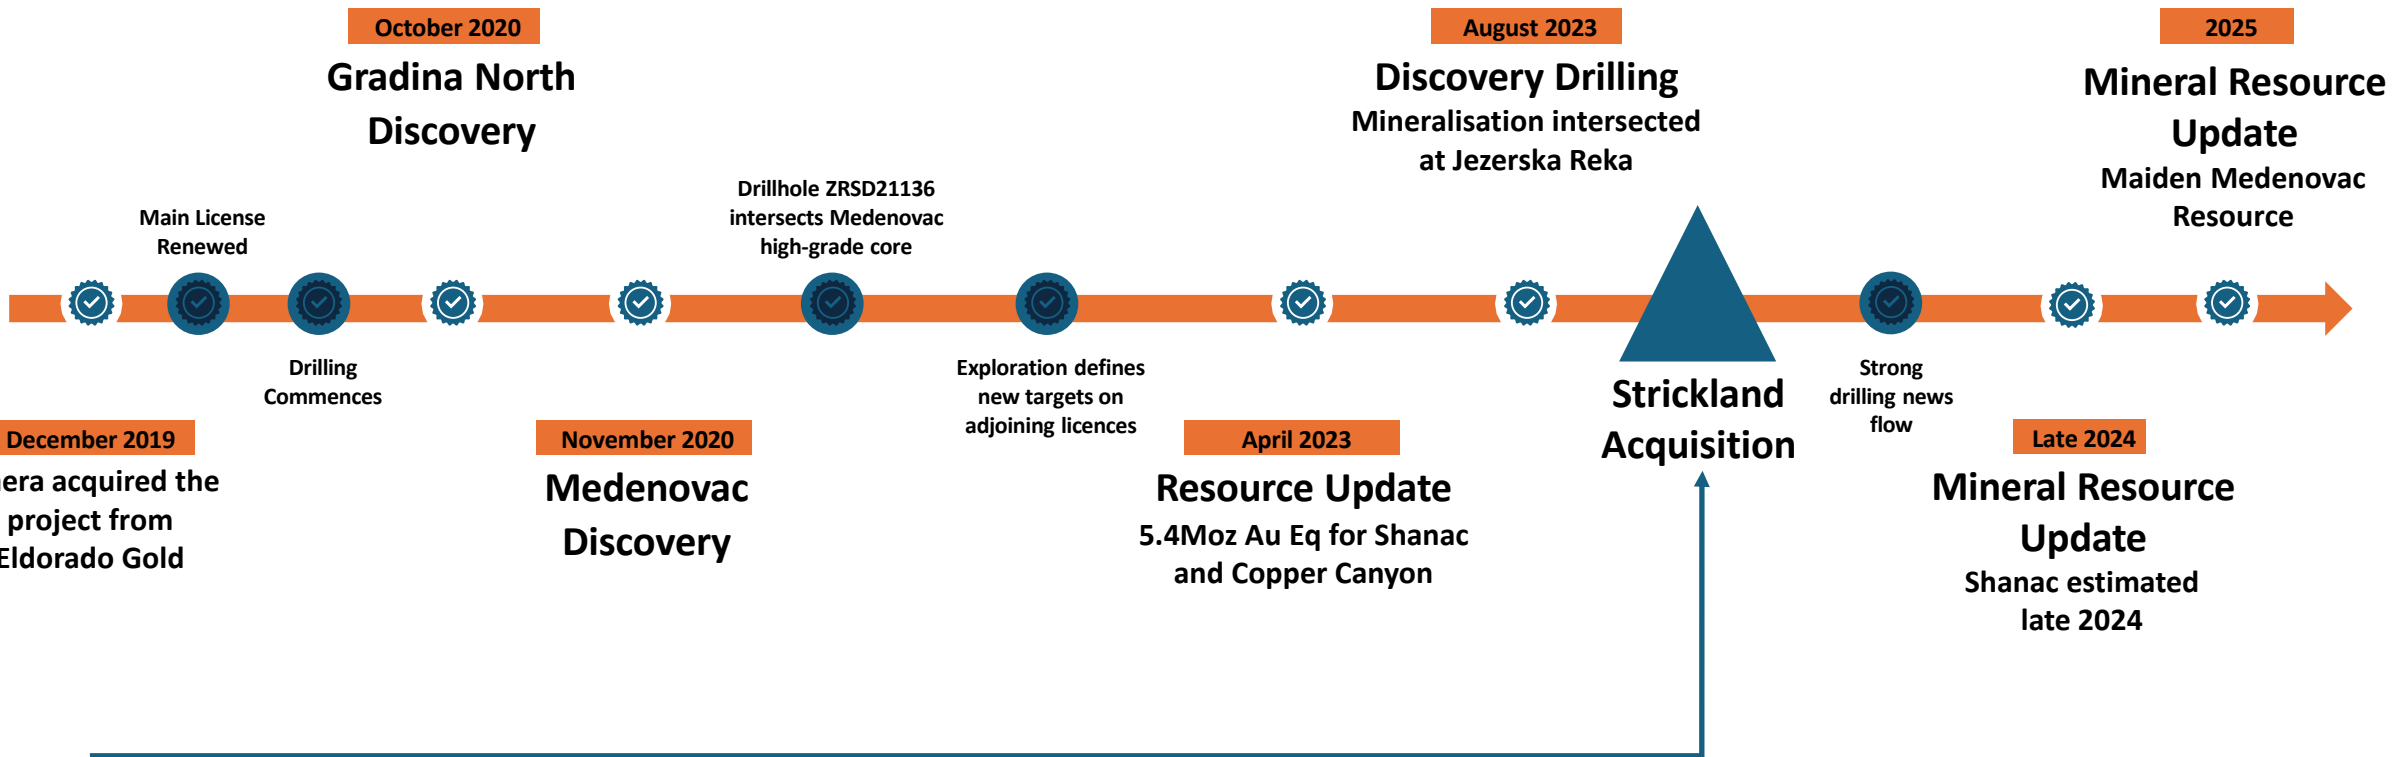 October 2020
Gradina North
Discovery
August 2023
Discovery Drilling
Mineralisation intersected
at Jezerska Reka
2025
Mineral Resource
Update
Maiden Medenovac
Resource
Main License
Renewed
Drillhole ZRSD21136
intersects Medenovac
high-grade core
Drilling
Commences
Exploration defines
new targets on
adjoining licences
Strickland
Acquisition
Strong
drilling news
flow
December 2019
acquired the
project from
Eldorado Gold
November 2020
Medenovac
Discovery
April 2023
Resource Update
5.4Moz Au Eq for Shanac
and Copper Canyon
Late 2024
Mineral Resource
Update
Shanac estimated
late 2024